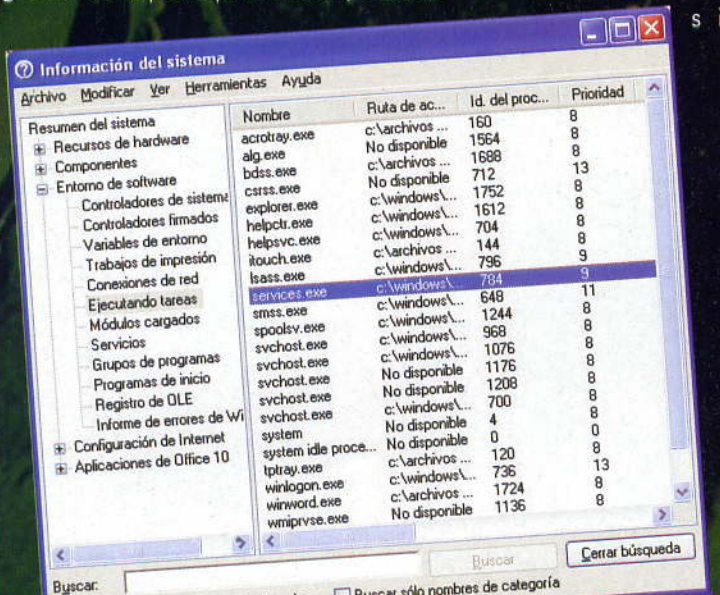 S
Información del sistema
Archivo Modificar Ver Herramientas Ayuda
Resumen del sistema
Recursos de hardware
Componentes
Entorno de software
Controladores de sistema
Controladores firmados
Variables de entorno
Trabajos de impresión
Conexiones de red
Ejecutando tareas
Módulos cargados
Servicios
Grupos de programas
Programas de inicio
Registro de OLE
Informe de errores de Wi
Configuración de Internet
Aplicaciones de Office 10
Nombre Ruta de ac... Id. del proc... Prioridad
acrotray.exe c:\archivos ... 160 8
alg.exe No disponible 1564 8
bdss.exe c:\archivos ... 1688 8
csrss.exe No disponible 712 13
explorer.exe c:\windows\... 1752 8
helpctr.exe c:\windows\... 1612 8
helpsvc.exe c:\windows\... 704 8
itouch.exe c:\archivos ... 144 8
lsass.exe c:\windows\... 796 9
services.exe c:\windows\... 784 9
smss.exe c:\windows\... 648 11
spoolsv.exe c:\windows\... 1244 8
svchost.exe c:\windows\... 968 8
svchost.exe c:\windows\... 1076 8
svchost.exe No disponible 1176 8
svchost.exe No disponible 1208 8
svchost.exe c:\windows\... 700 8
system No disponible 4 8
system idle proce... No disponible 0 0
tptray.exe c:\archivos ... 120 8
winlogon.exe c:\windows\... 736 13
winword.exe c:\archivos ... 1724 8
wmiprvse.exe No disponible 1136 8
Buscar: Buscar Cerrar búsqueda
Buscar sólo nombres de categoría